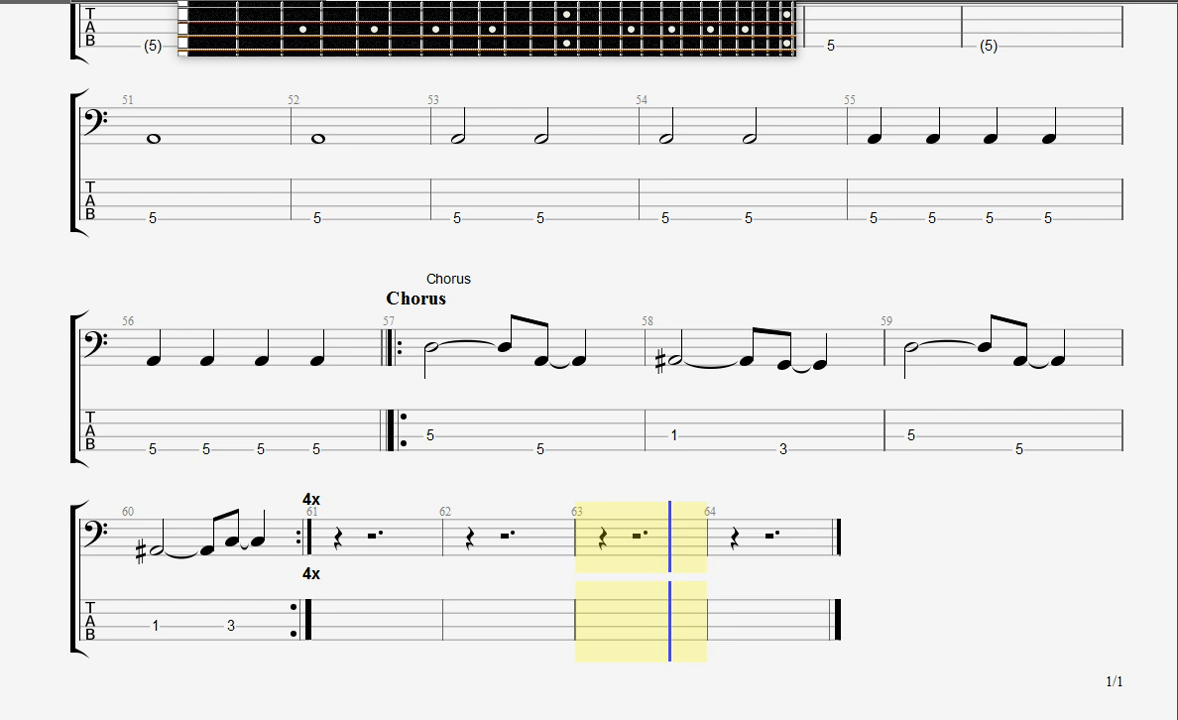 T
A
B (5) 5 (5)
51 52 53 54 55
T
A
B 5 5 5 5 5 5 5 5 5 5
Chorus
Chorus
56 57 58 59
T
A 5 1 5
B 5 5 5 5 5 3 5
4x
60 61 62 63 64
4x
T
A 1 3
B
1/1